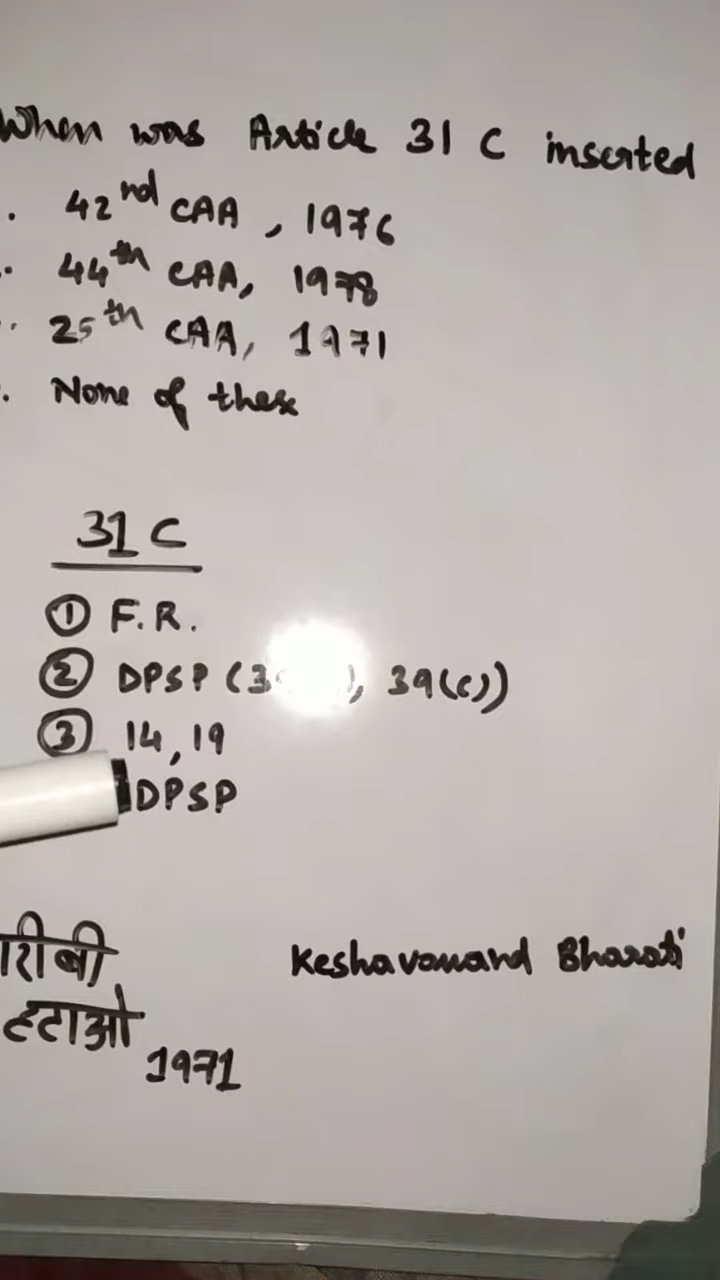 When was Article 31 C inserted
. 42nd CAA , 1976
. 44th CAA, 1978
. 25th CAA, 1971
. None of these
31 C
① F.R.
② DPSP (3 ), 39(c))
③ 14, 19
DPSP
रीबी
हटाओ
1971
Keshavanand Bharati